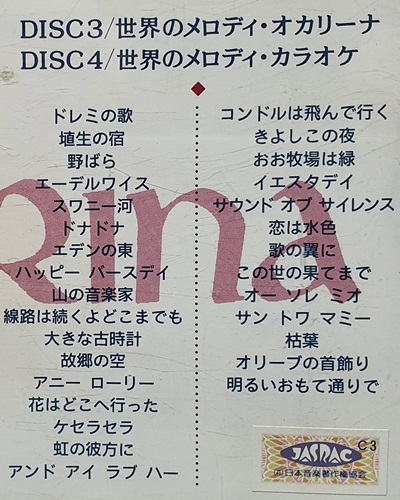 DISC3/世界のメロディ・オカリーナ
DISC4/世界のメロディ・カラオケ
ドレミの歌
埴生の宿
野ばら
エーデルワイス
スワニー河
ドナドナ
エデンの東
ハッピー バースデイ
山の音楽家
線路は続くよどこまでも
大きな古時計
故郷の空
アニー ローリー
花はどこへ行った
ケセラセラ
虹の彼方に
アンド アイ ラブ ハー
コンドルは飛んで行く
きよしこの夜
おお牧場は緑
イエスタデイ
サウンド オブ サイレンス
恋は水色
歌の翼に
この世の果てまで
オー ソレ ミオ
サン トワ マミー
枯葉
オリーブの首飾り
明るいおもて通りで
RINA
JASRAC
C3
日本音楽著作権協会